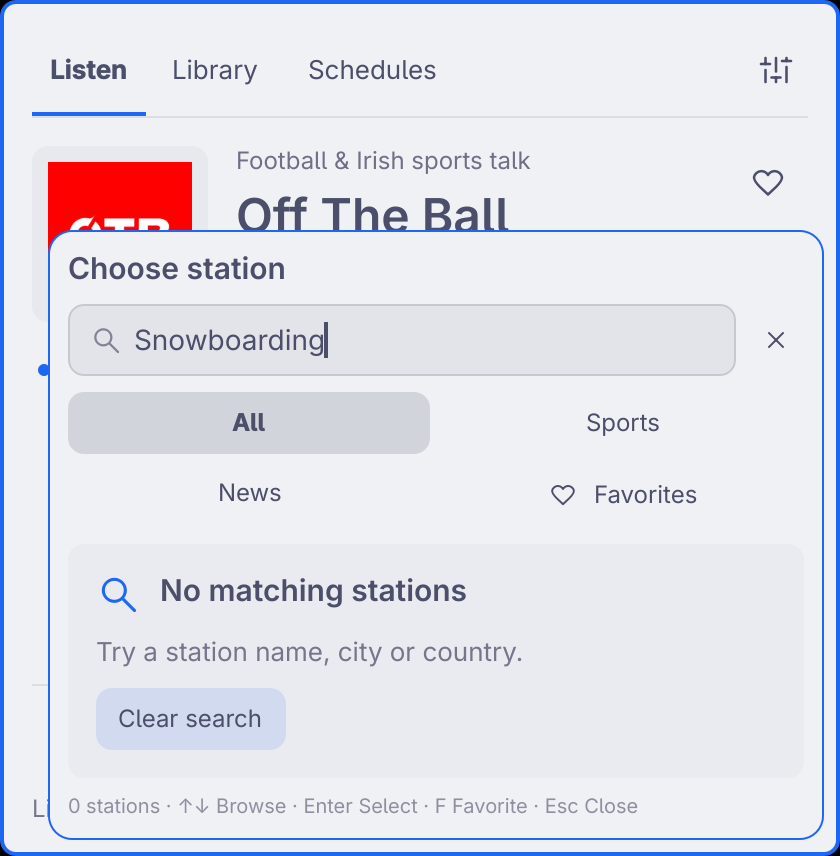 Listen Library Schedules
Football & Irish sports talk
Off The Ball
Choose station
Snowboarding
All Sports
News Favorites
No matching stations
Try a station name, city or country.
Clear search
0 stations · ↑↓ Browse · Enter Select · F Favorite · Esc Close